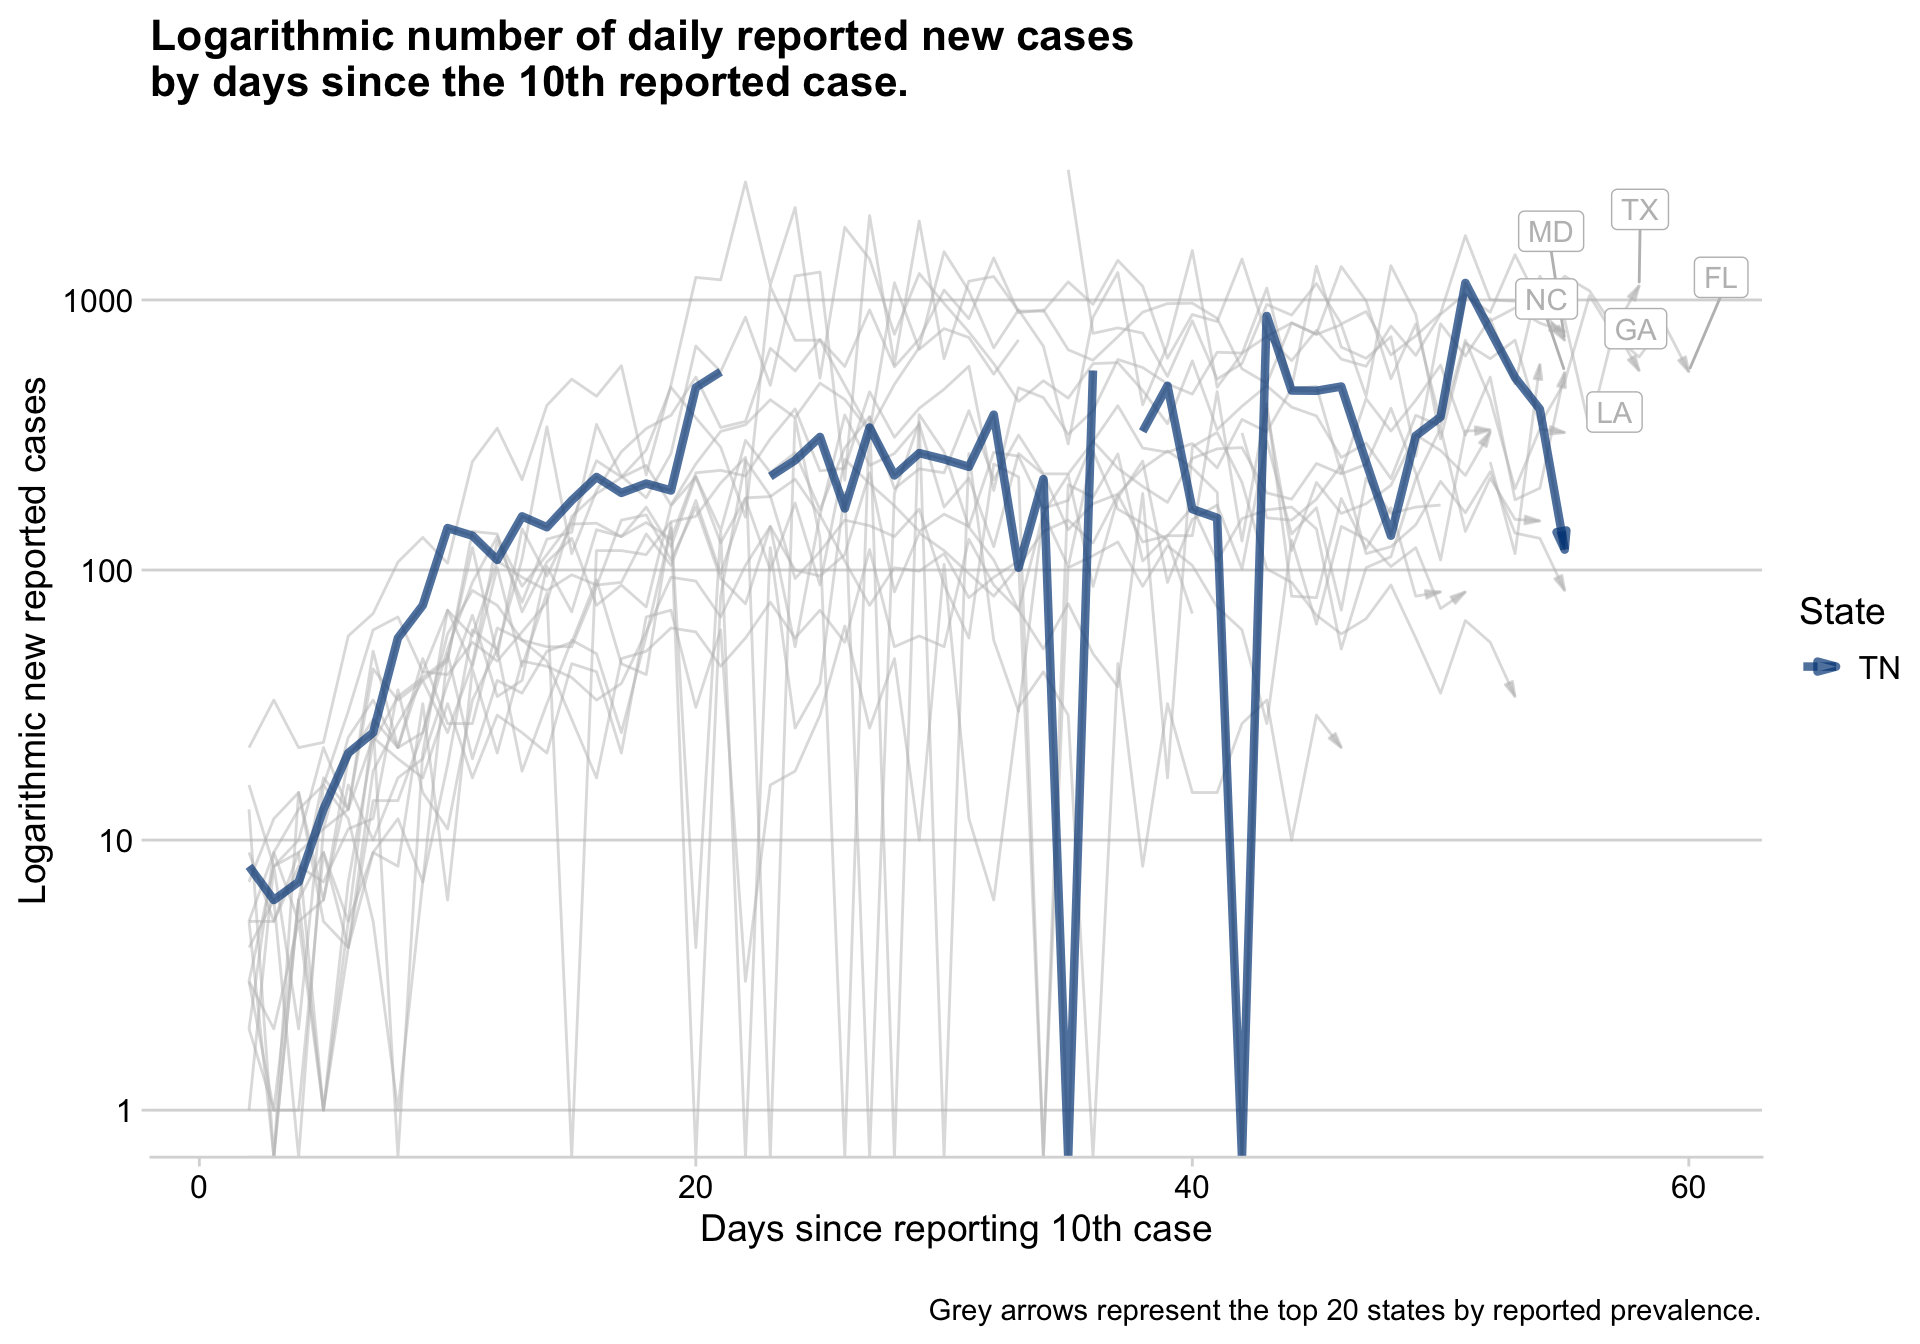 Logarithmic number of daily reported new cases
by days since the 10th reported case.
TX
MD
FL
NC
GA
LA
1000
100
10
1
Logarithmic new reported cases
State
TN
0
20
40
60
Days since reporting 10th case
Grey arrows represent the top 20 states by reported prevalence.